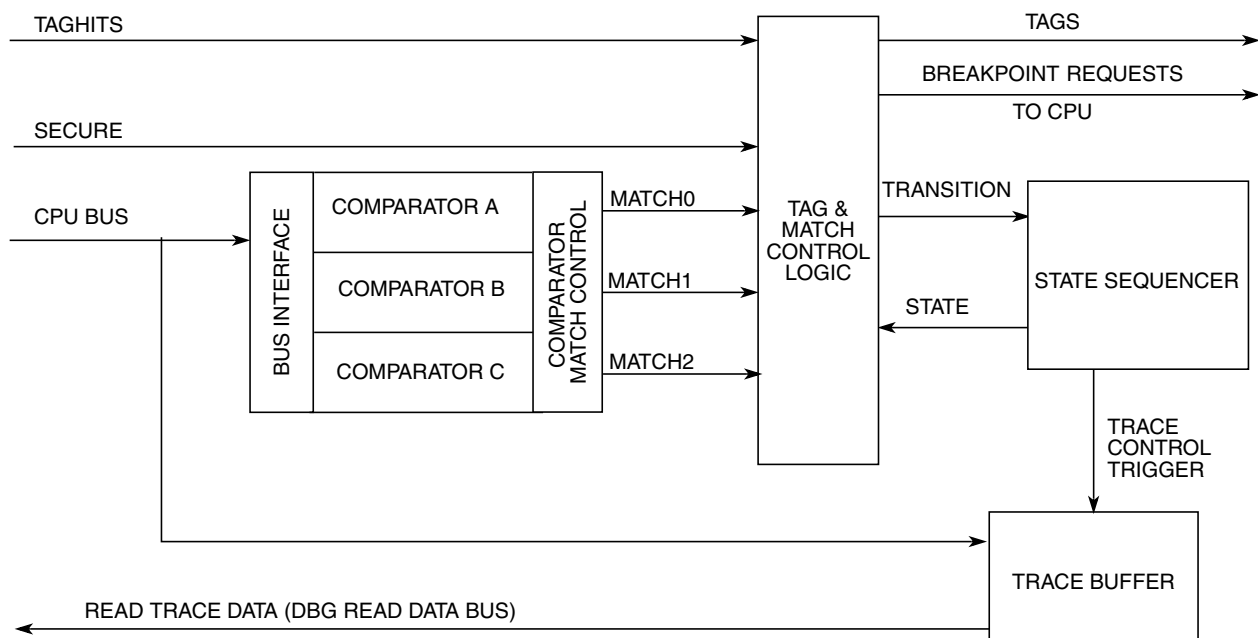 TAGHITS
TAGS
BREAKPOINT REQUESTS
TO CPU
SECURE
CPU BUS
BUS INTERFACE
COMPARATOR A
COMPARATOR B
COMPARATOR C
COMPARATOR
MATCH CONTROL
MATCH0
MATCH1
MATCH2
TAG &
MATCH
CONTROL
LOGIC
TRANSITION
STATE
STATE SEQUENCER
TRACE
CONTROL
TRIGGER
TRACE BUFFER
READ TRACE DATA (DBG READ DATA BUS)